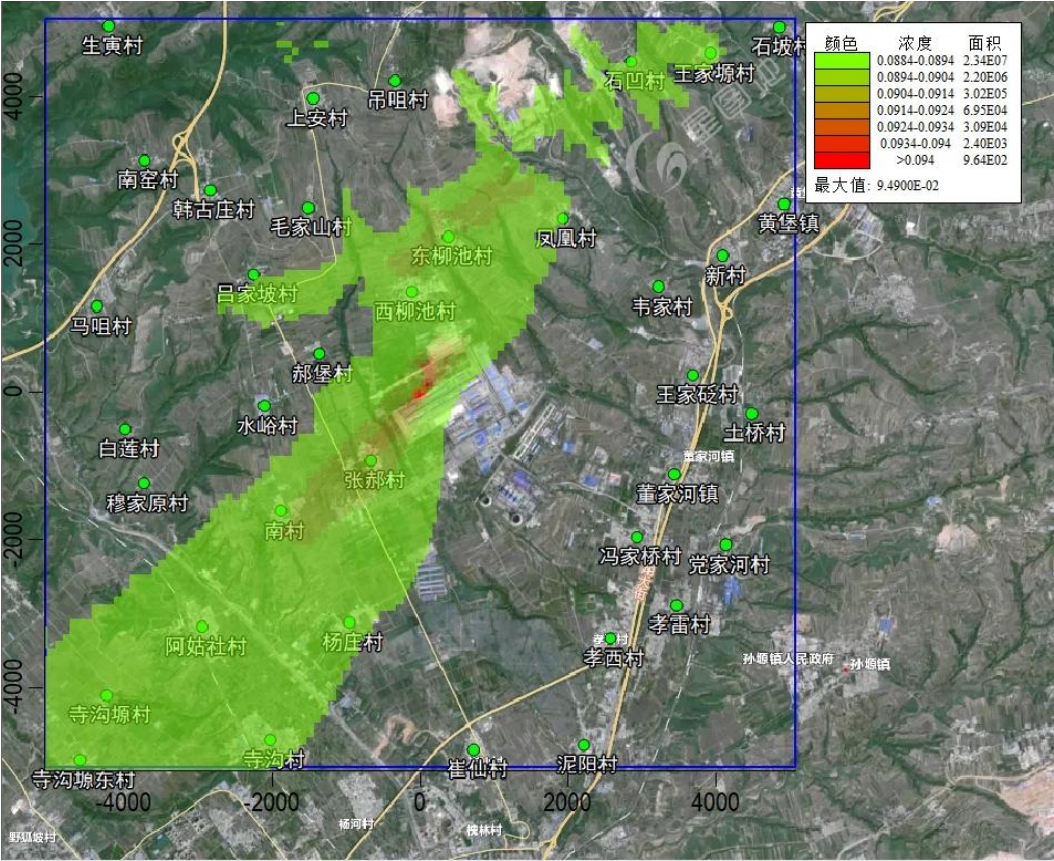 生寅村
石坡村
石凹村
王家塬村
吊咀村
上安村
南窑村
韩古庄村
毛家山村
凤凰村
黄堡镇
东柳池村
新村
吕家坡村
韦家村
西柳池村
马咀村
郝堡村
王家砭村
水峪村
土桥村
白莲村
董家河镇
张郝村
董家河镇
穆家原村
南村
冯家桥村
党家河村
孝雷村
阿姑社村
杨庄村
孝西村
孙塬镇人民政府
孙塬镇
寺沟塬村
寺沟村
崔仙村
泥阳村
寺沟塬东村
杨河村
槐林村
野狐坡村
颜色 浓度 面积
0.0884-0.0894 2.34E07
0.0894-0.0904 2.20E06
0.0904-0.0914 3.02E05
0.0914-0.0924 6.95E04
0.0924-0.0934 3.09E04
0.0934-0.094 2.40E03
>0.094 9.64E02
最大值: 9.4900E-02
4000
2000
0
-2000
-4000
-4000 -2000 0 2000 4000